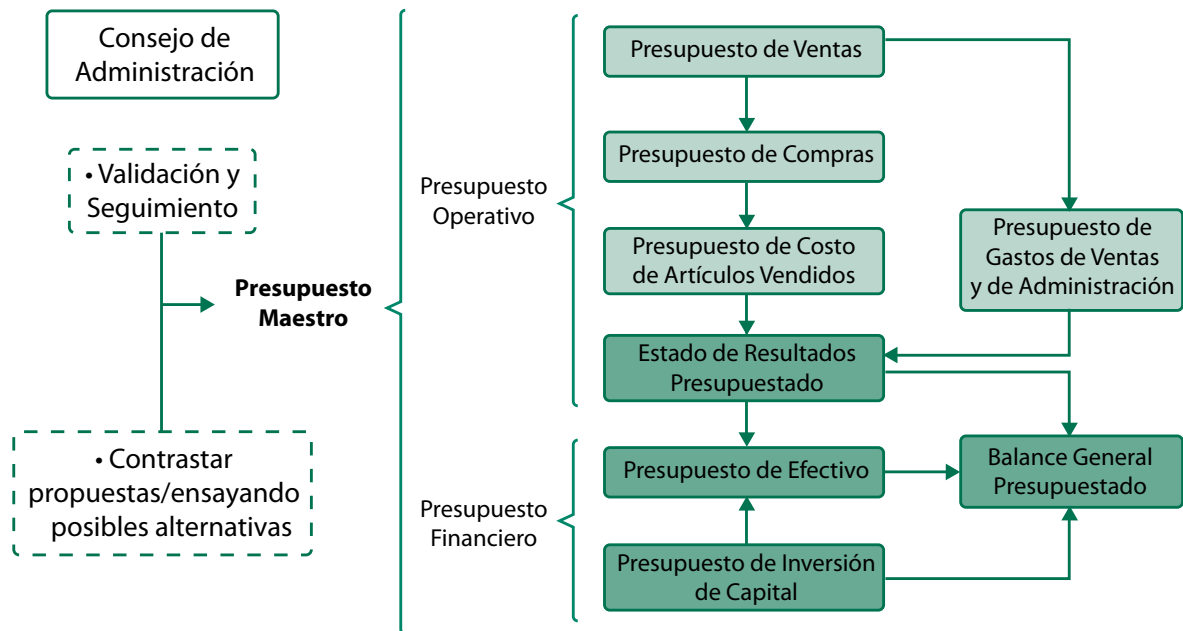 Consejo de
Administración
• Validación y
Seguimiento
• Contrastar
propuestas/ensayando
posibles alternativas
Presupuesto
Maestro
Presupuesto
Operativo
Presupuesto
Financiero
Presupuesto de Ventas
Presupuesto de Compras
Presupuesto de Costo
de Artículos Vendidos
Presupuesto de
Gastos de Ventas
y de Administración
Estado de Resultados
Presupuestado
Presupuesto de Efectivo
Balance General
Presupuestado
Presupuesto de Inversión
de Capital